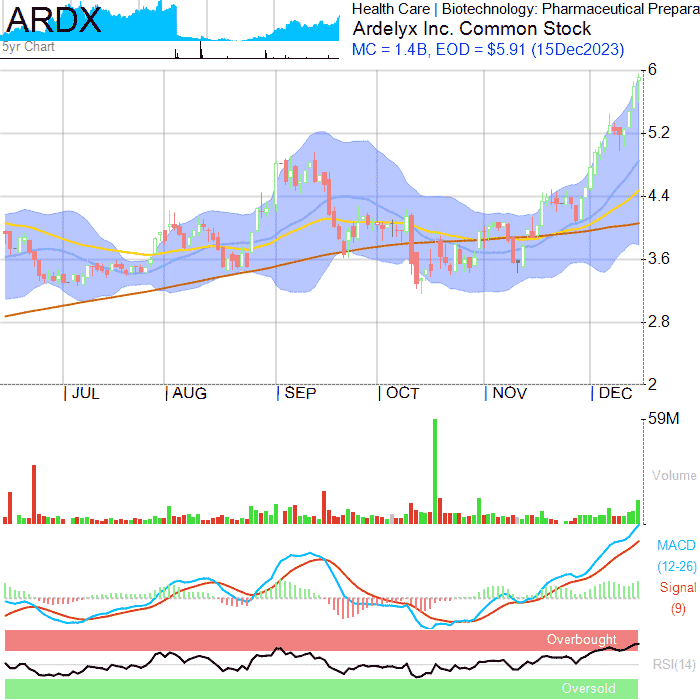 ARDX
5yr Chart
Health Care | Biotechnology: Pharmaceutical Prepara
Ardelyx Inc. Common Stock
MC = 1.4B, EOD = $5.91 (15Dec2023)
6
5.2
4.4
3.6
2.8
2
| JUL | AUG | SEP | OCT | NOV | DEC
59M
Volume
MACD
(12-26)
Signal
(9)
Overbought
RSI(14)
Oversold